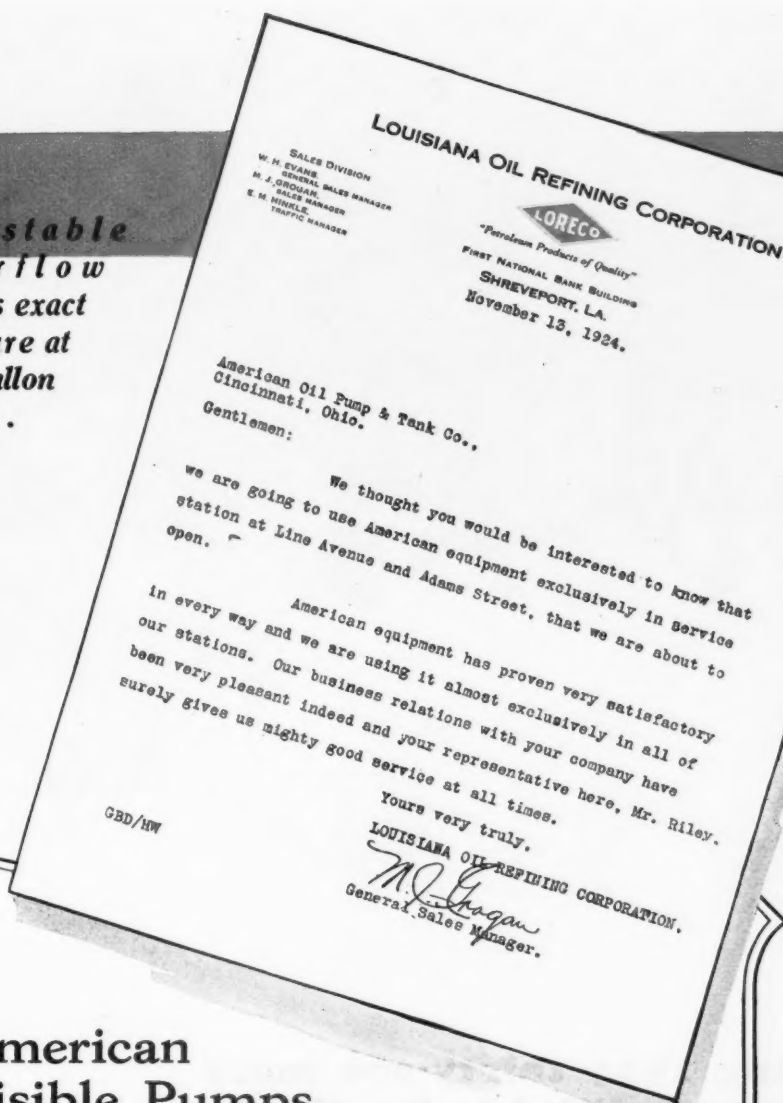 stable
rflow
s exact
re at
allon
.
LOUISIANA OIL REFINING CORPORATION
SALES DIVISION
W. H. EVANS,
GENERAL SALES MANAGER
M. J. GROGAN,
SALES MANAGER
E. M. HINKLE,
TRAFFIC MANAGER
LORECO
"Petroleum Products of Quality"
FIRST NATIONAL BANK BUILDING
SHREVEPORT, LA.
November 13, 1924.
American Oil Pump & Tank Co.,
Cincinnati, Ohio.
Gentlemen:
We thought you would be interested to know that
we are going to use American equipment exclusively in service
station at Line Avenue and Adams Street, that we are about to
open.
American equipment has proven very satisfactory
in every way and we are using it almost exclusively in all of
our stations. Our business relations with your company have
been very pleasant indeed and your representative here, Mr. Riley,
surely gives us mighty good service at all times.
Yours very truly,
LOUISIANA OIL REFINING CORPORATION.
M J Grogan
General Sales Manager.
GBD/HW
merican
isible Pumps